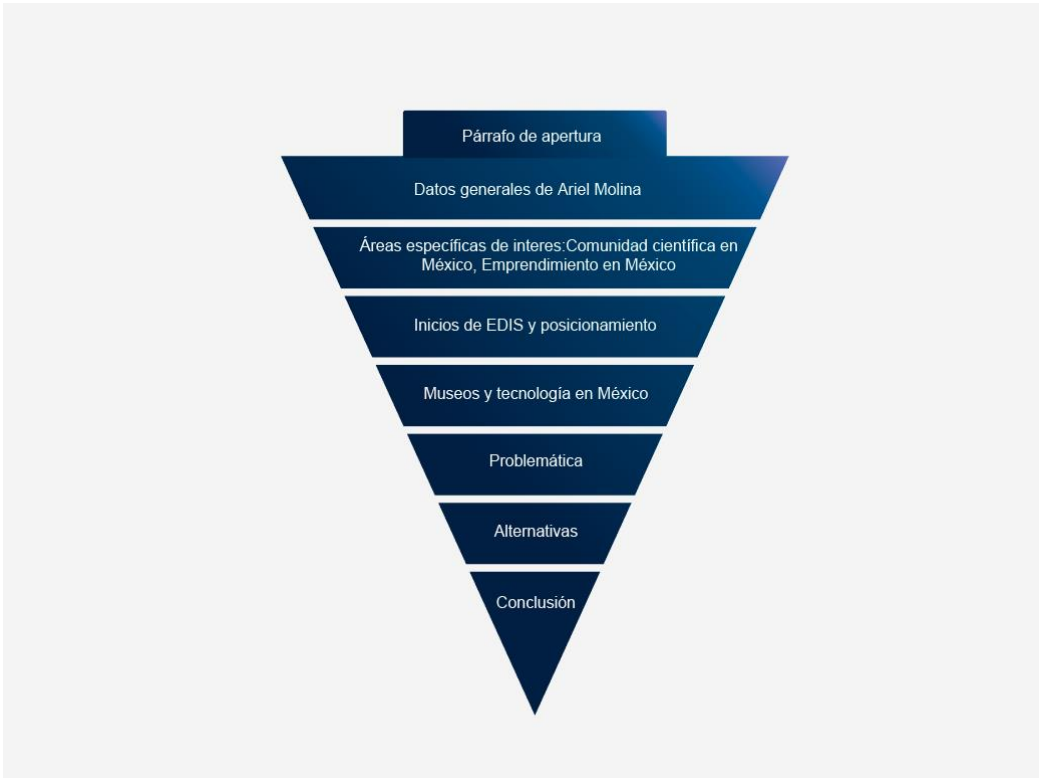 Párrafo de apertura
Datos generales de Ariel Molina
Áreas específicas de interes:Comunidad científica en
México, Emprendimiento en México
Inicios de EDIS y posicionamiento
Museos y tecnología en México
Problemática
Alternativas
Conclusión